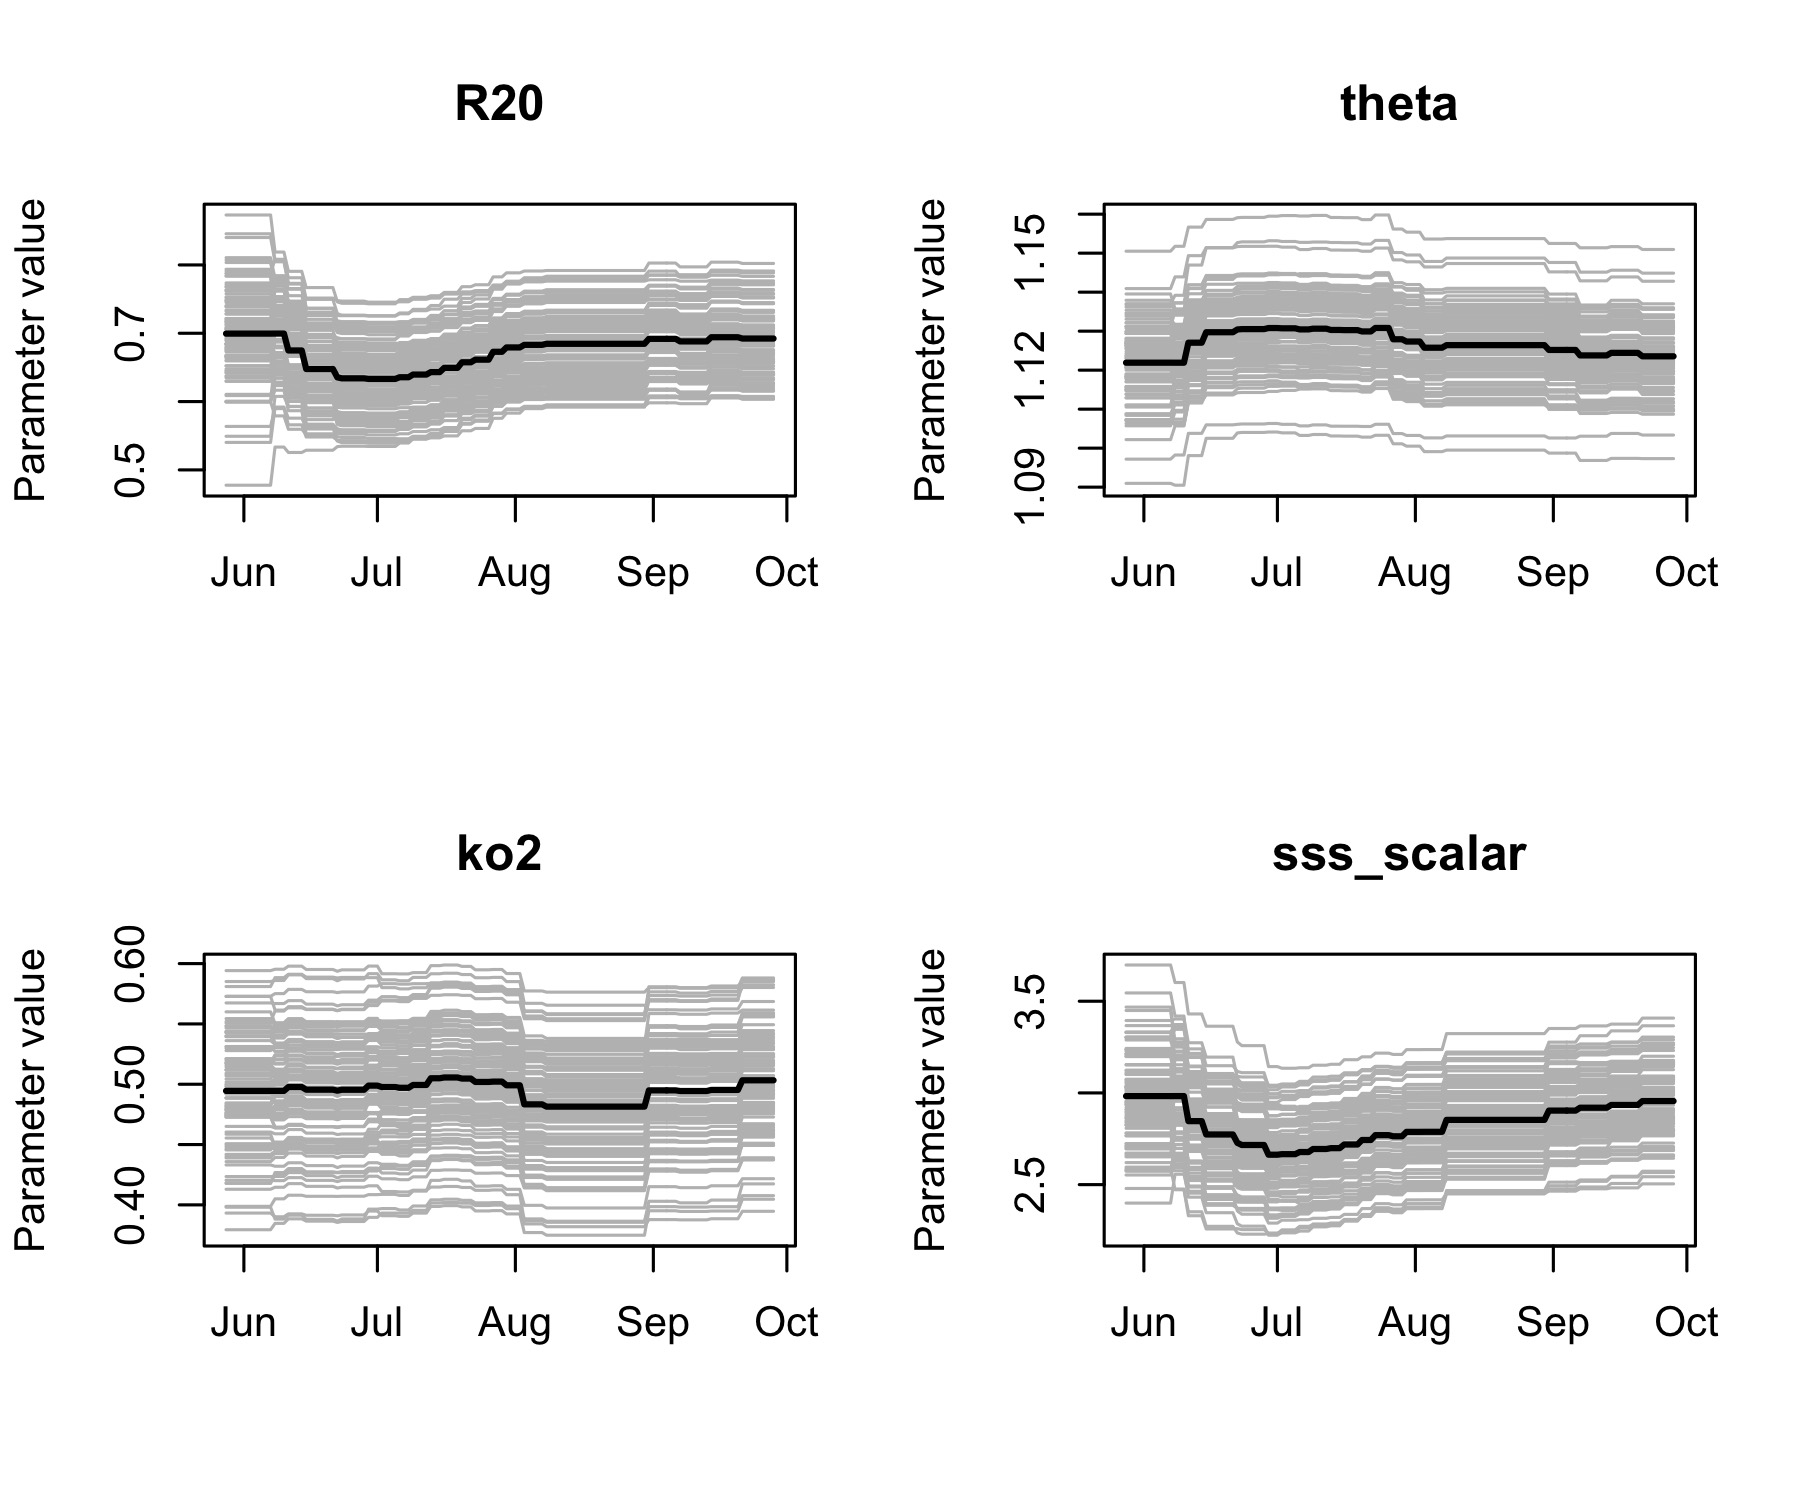 R20
Parameter value
0.7
0.5
Jun Jul Aug Sep Oct
theta
Parameter value
1.15
1.12
1.09
Jun Jul Aug Sep Oct
ko2
Parameter value
0.60
0.50
0.40
Jun Jul Aug Sep Oct
sss_scalar
Parameter value
3.5
2.5
Jun Jul Aug Sep Oct